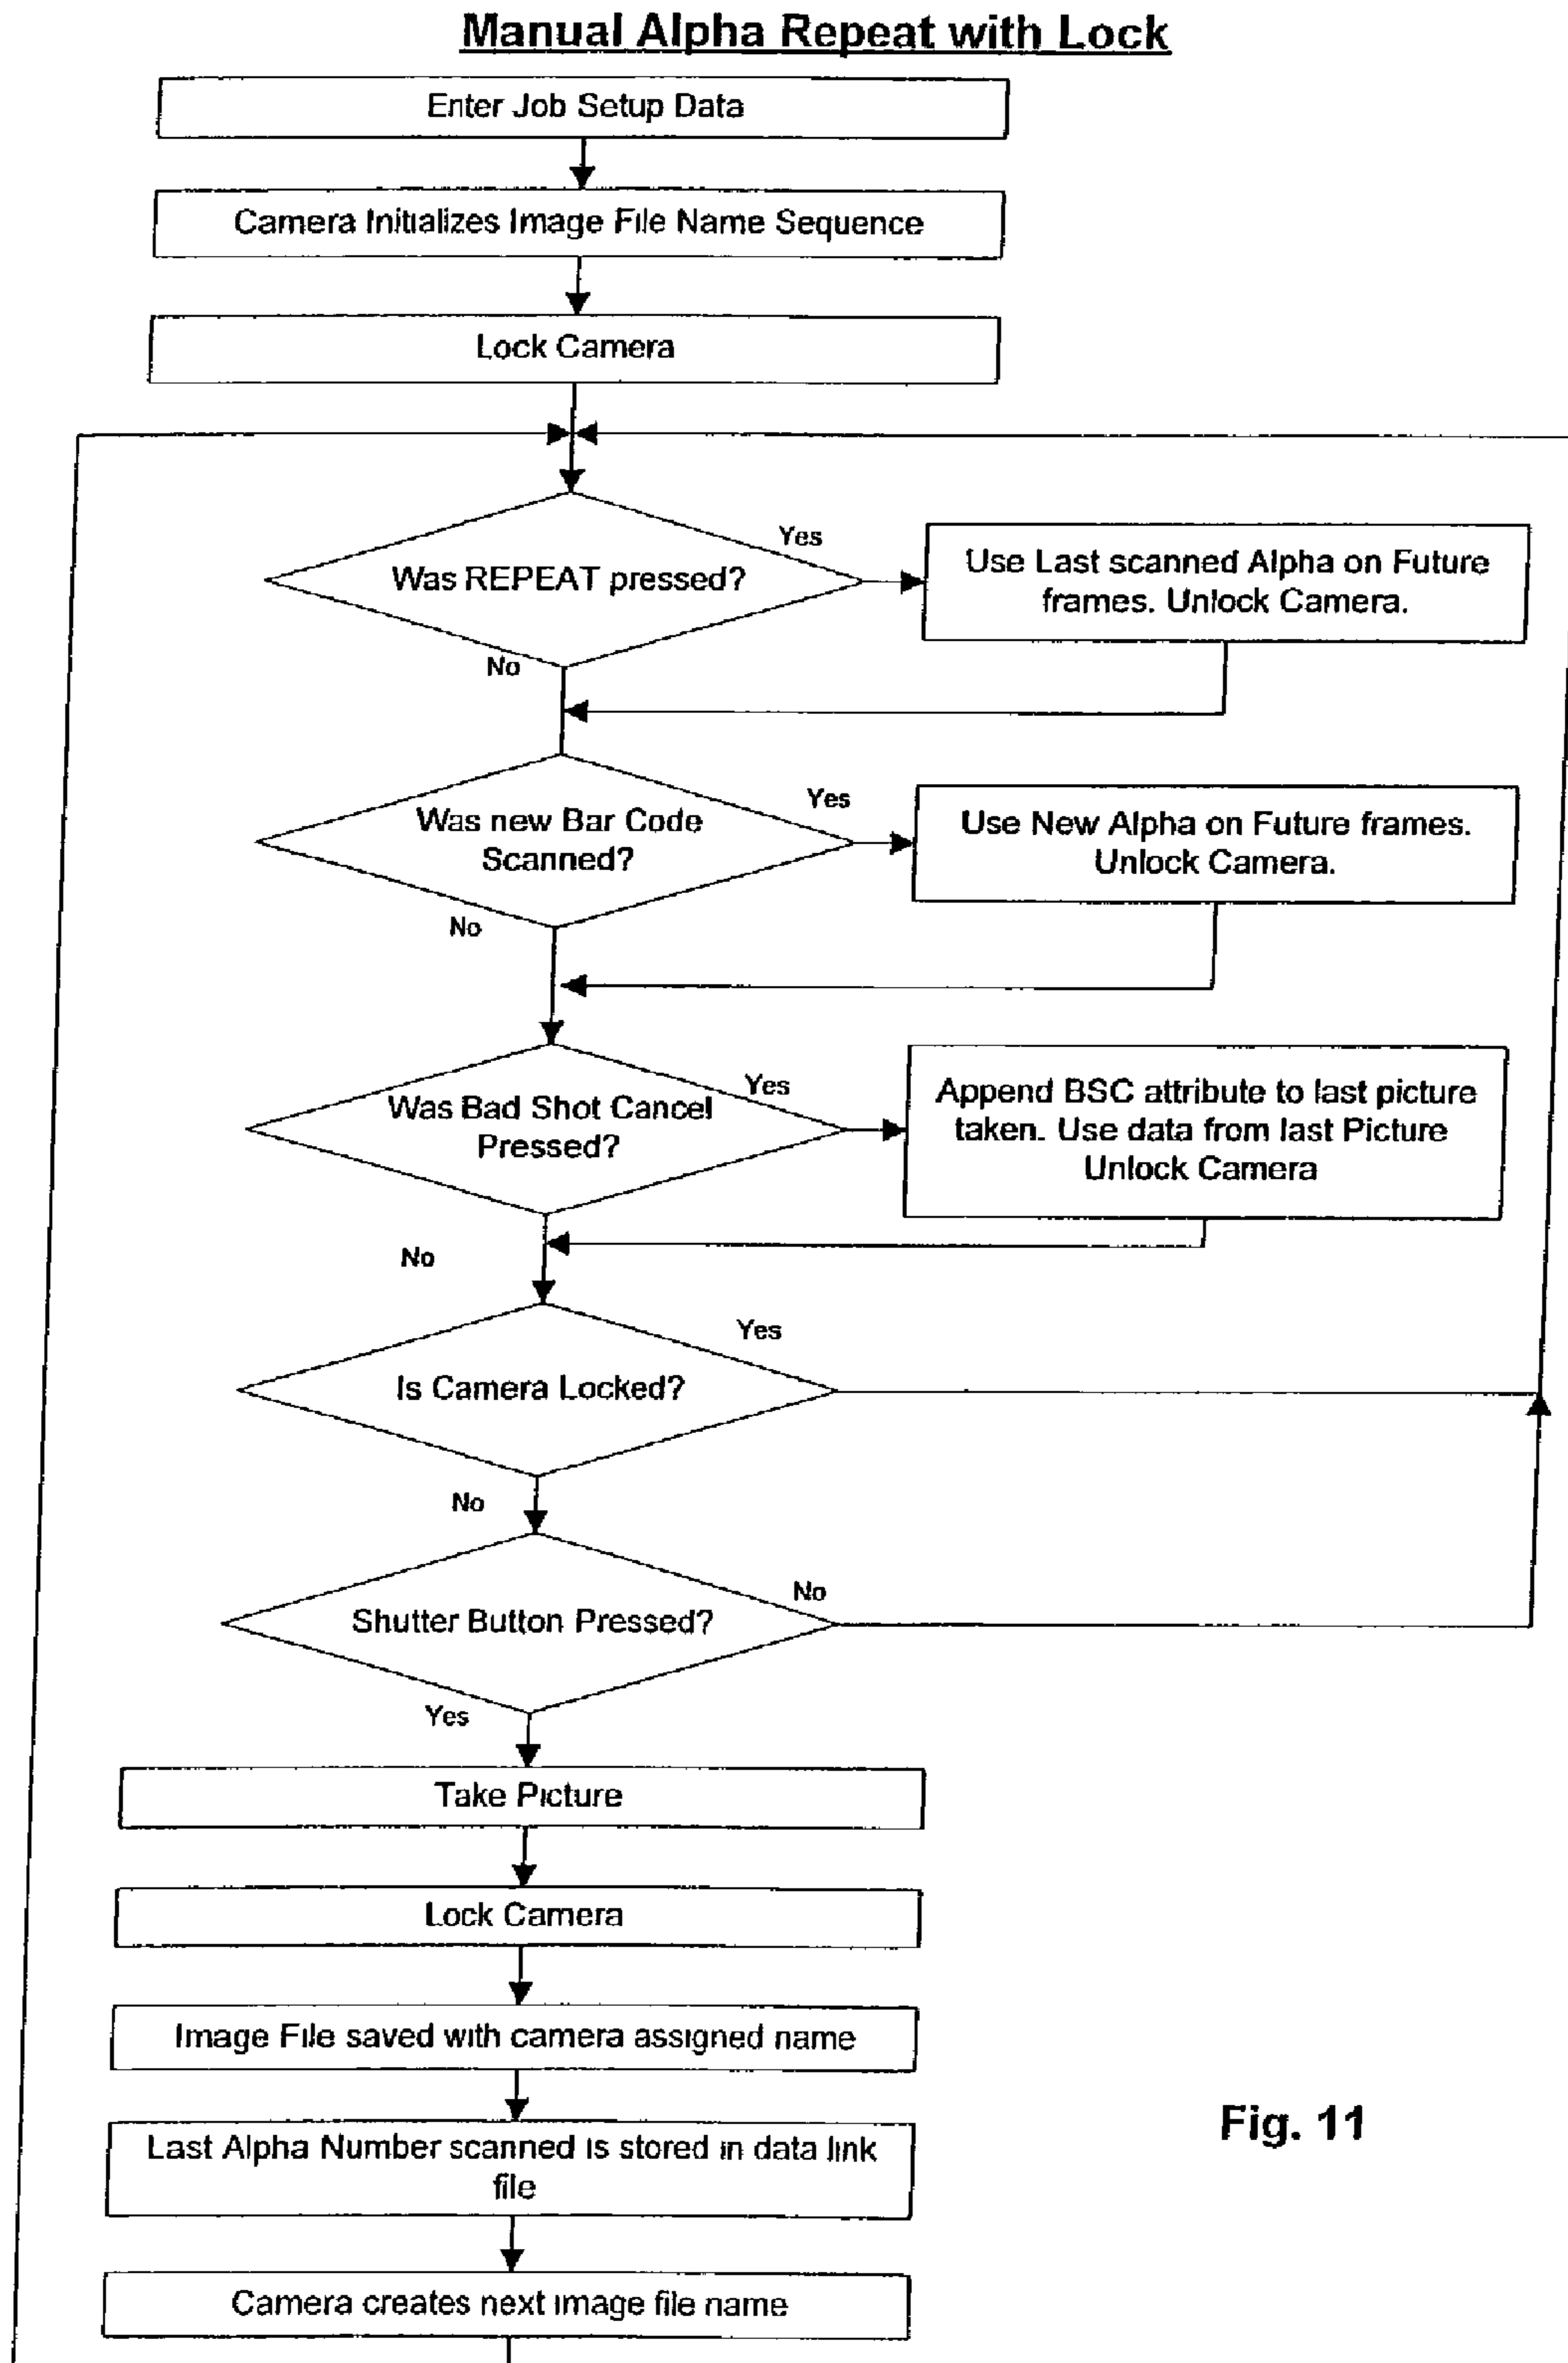 Manual Alpha Repeat with Lock
Enter Job Setup Data
Camera Initializes Image File Name Sequence
Lock Camera
Was REPEAT pressed?
Yes
Use Last scanned Alpha on Future
frames. Unlock Camera.
No
Was new Bar Code
Scanned?
Yes
Use New Alpha on Future frames.
Unlock Camera.
No
Was Bad Shot Cancel
Pressed?
Yes
Append BSC attribute to last picture
taken. Use data from last Picture
Unlock Camera
No
Is Camera Locked?
Yes
No
Shutter Button Pressed?
No
Yes
Take Picture
Lock Camera
Image File saved with camera assigned name
Last Alpha Number scanned is stored in data link
file
Camera creates next image file name
Fig. 11